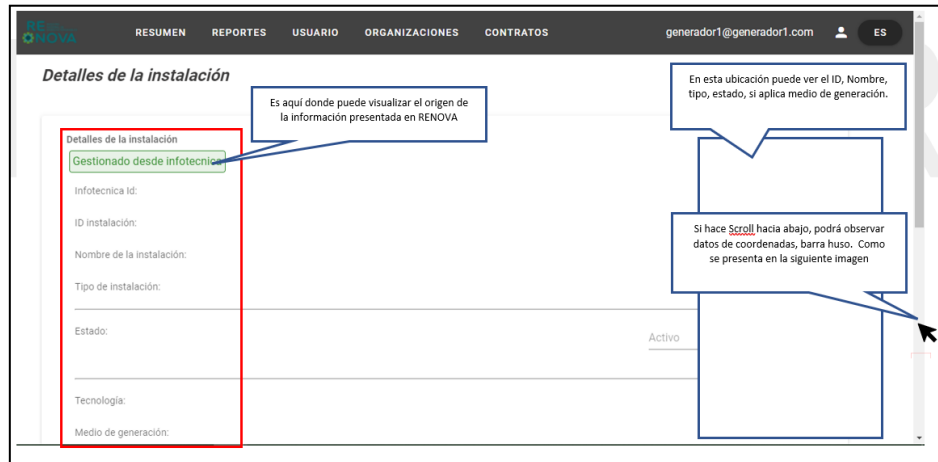 RE
NOVA
RESUMEN REPORTES USUARIO ORGANIZACIONES CONTRATOS generador1@generador1.com ES
Detalles de la instalación
Es aquí donde puede visualizar el origen de
la información presentada en RENOVA
En esta ubicación puede ver el ID, Nombre,
tipo, estado, si aplica medio de generación.
Detalles de la instalación
Gestionado desde infotecnica
Infotecnica Id:
ID instalación:
Nombre de la instalación:
Tipo de instalación:
Si hace Scroll hacia abajo, podrá observar
datos de coordenadas, barra huso. Como
se presenta en la siguiente imagen
Estado:
Activo
Tecnología:
Medio de generación: